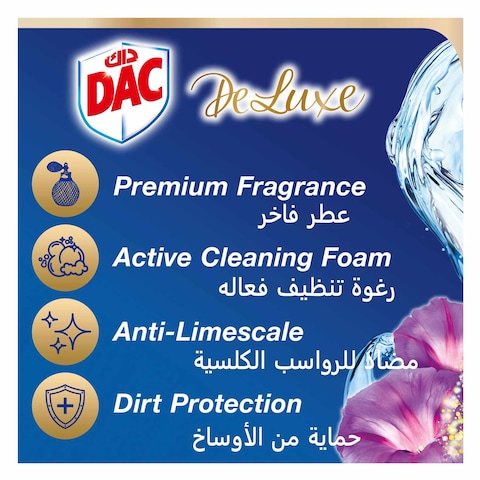 داك
DAC
DeLuxe
Premium Fragrance
عطر فاخر
Active Cleaning Foam
رغوة تنظيف فعاله
Anti-Limescale
مضاد للرواسب الكلسية
Dirt Protection
حماية من الأوساخ